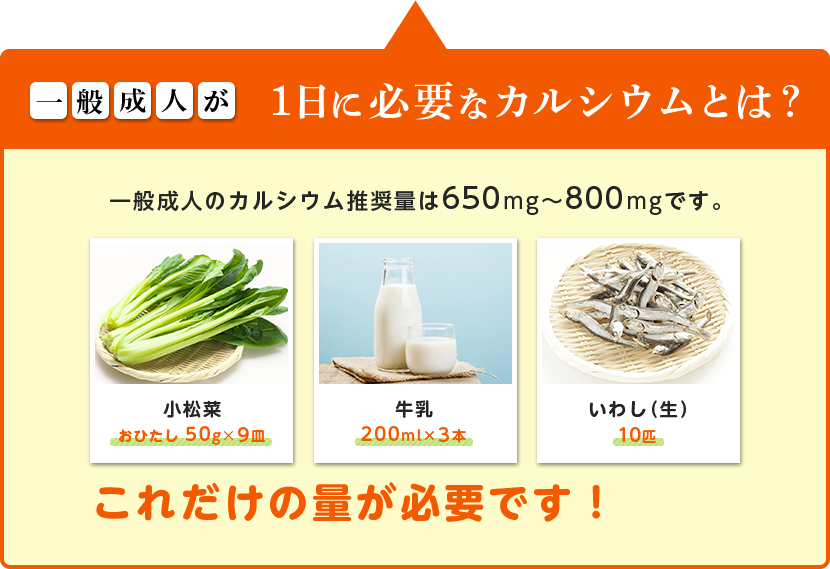 一般成人が 1日に必要なカルシウムとは？
一般成人のカルシウム推奨量は650mg～800mgです。
小松菜
おひたし 50g×9皿
牛乳
200ml×3本
いわし（生）
10匹
これだけの量が必要です！